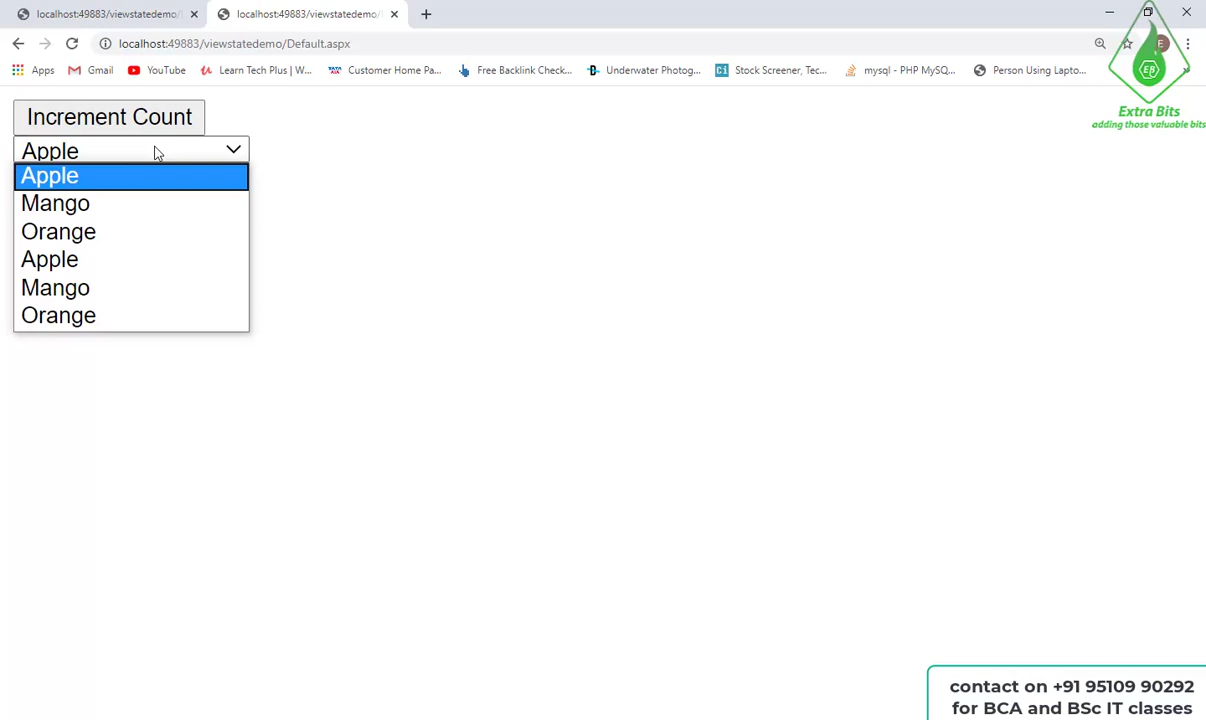 localhost:49883/viewstatedemo/
localhost:49883/viewstatedemo/
localhost:49883/viewstatedemo/Default.aspx
Apps
Gmail
YouTube
Learn Tech Plus | W...
Customer Home Pa...
Free Backlink Check...
Underwater Photog...
Stock Screener, Tec...
mysql - PHP MySQ...
Person Using Lapto...
Extra Bits
adding those valuable bits
Increment Count
Apple
Apple
Mango
Orange
Apple
Mango
Orange
contact on +91 95109 90292
for BCA and BSc IT classes